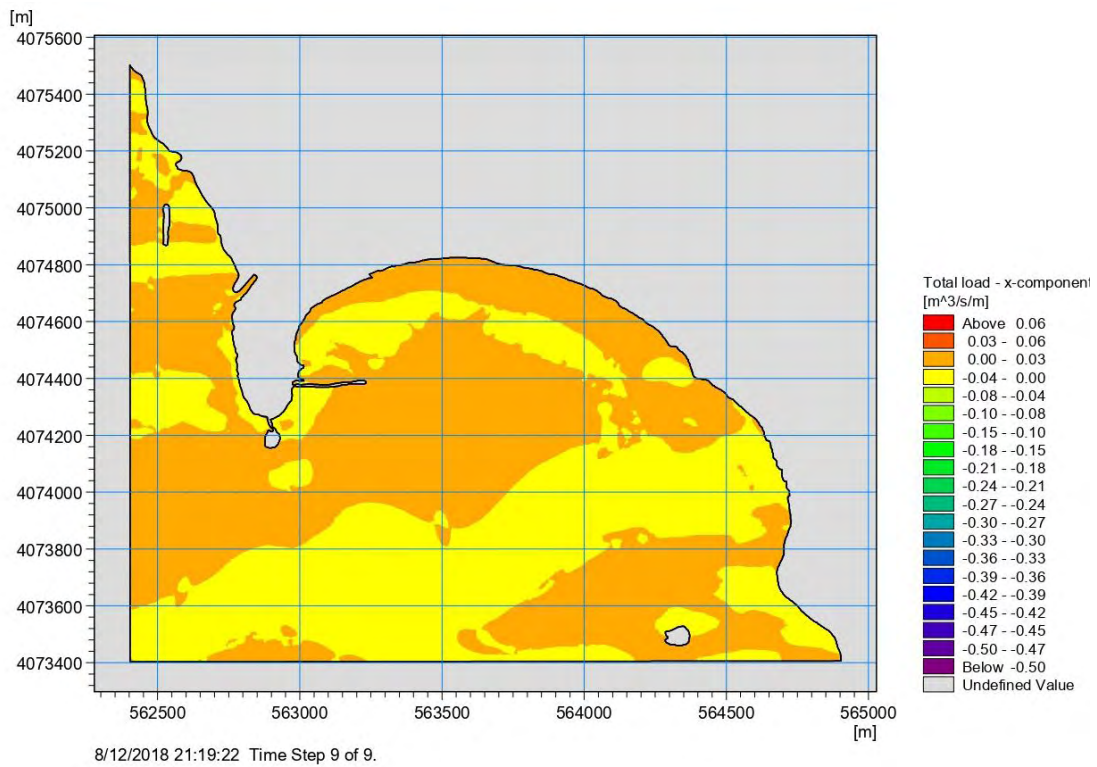 [m]
4075600
4075400
4075200
4075000
4074800
4074600
4074400
4074200
4074000
4073800
4073600
4073400
562500 563000 563500 564000 564500 565000
[m]
8/12/2018 21:19:22 Time Step 9 of 9.
Total load - x-component
[m^3/s/m]
Above 0.06
0.03 - 0.06
0.00 - 0.03
-0.04 - 0.00
-0.08 - -0.04
-0.10 - -0.08
-0.15 - -0.10
-0.18 - -0.15
-0.21 - -0.18
-0.24 - -0.21
-0.27 - -0.24
-0.30 - -0.27
-0.33 - -0.30
-0.36 - -0.33
-0.39 - -0.36
-0.42 - -0.39
-0.45 - -0.42
-0.47 - -0.45
-0.50 - -0.47
Below -0.50
Undefined Value